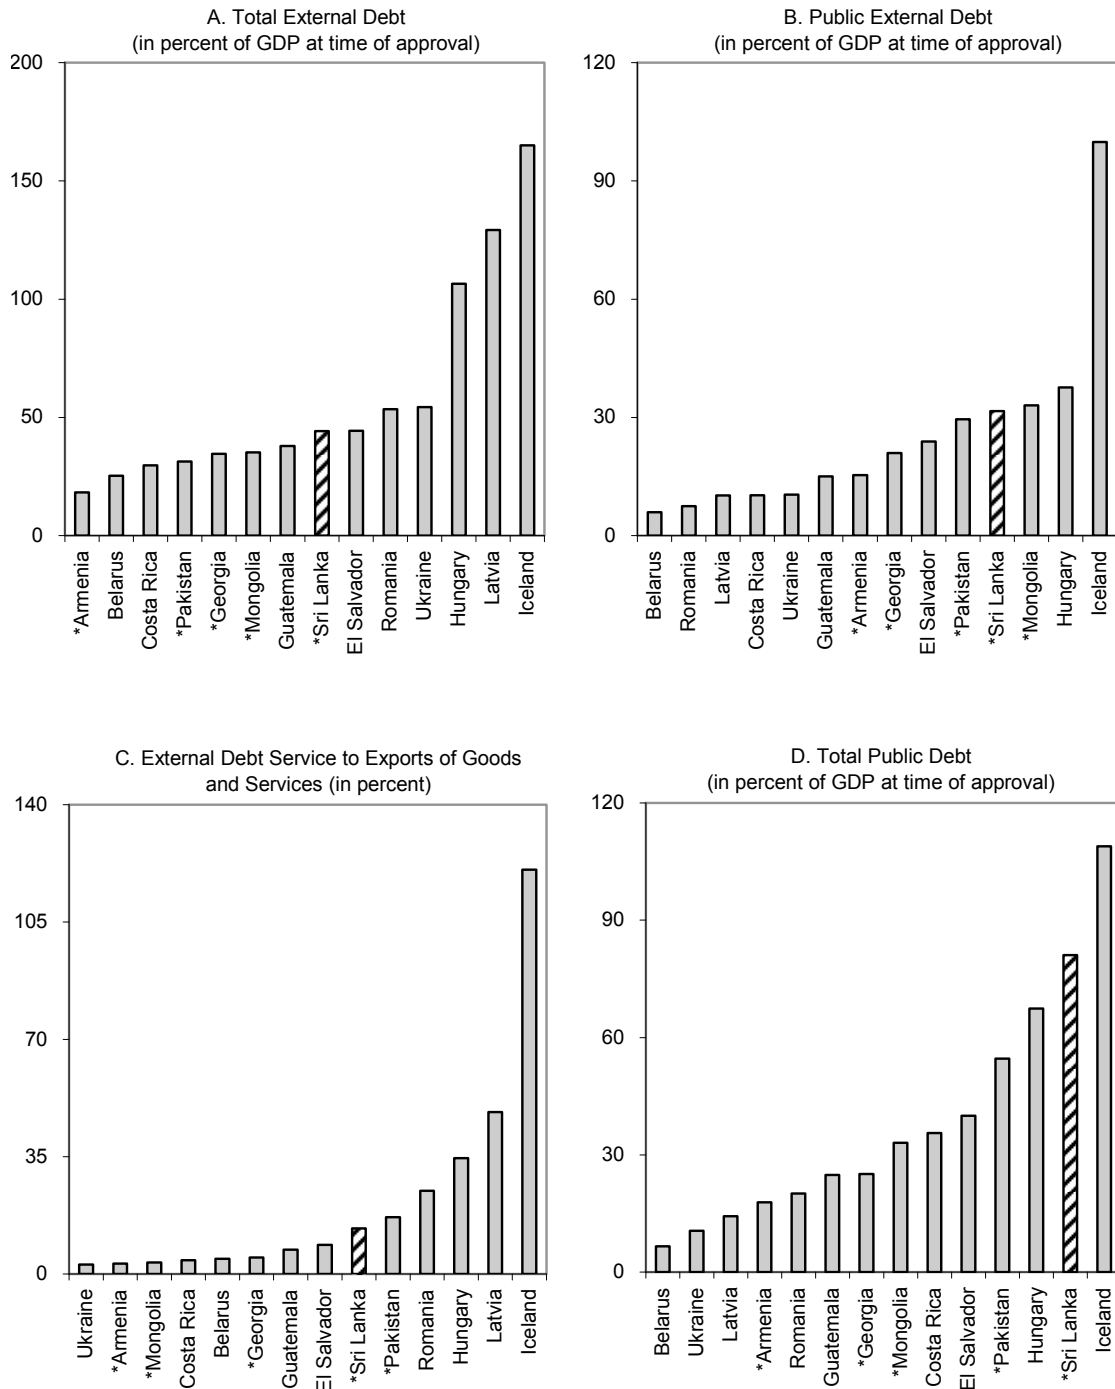 A. Total External Debt
(in percent of GDP at time of approval)
200
150
100
50
0
*Armenia
Belarus
Costa Rica
*Pakistan
*Georgia
*Mongolia
Guatemala
*Sri Lanka
El Salvador
Romania
Ukraine
Hungary
Latvia
Iceland
B. Public External Debt
(in percent of GDP at time of approval)
120
90
60
30
0
Belarus
Romania
Latvia
Costa Rica
Ukraine
Guatemala
*Armenia
*Georgia
El Salvador
*Pakistan
*Sri Lanka
*Mongolia
Hungary
Iceland
C. External Debt Service to Exports of Goods
and Services (in percent)
140
105
70
35
0
Ukraine
*Armenia
*Mongolia
Costa Rica
Belarus
*Georgia
Guatemala
El Salvador
*Sri Lanka
*Pakistan
Romania
Hungary
Latvia
Iceland
D. Total Public Debt
(in percent of GDP at time of approval)
120
90
60
30
0
Belarus
Ukraine
Latvia
*Armenia
Romania
Guatemala
*Georgia
*Mongolia
Costa Rica
El Salvador
*Pakistan
Hungary
*Sri Lanka
Iceland